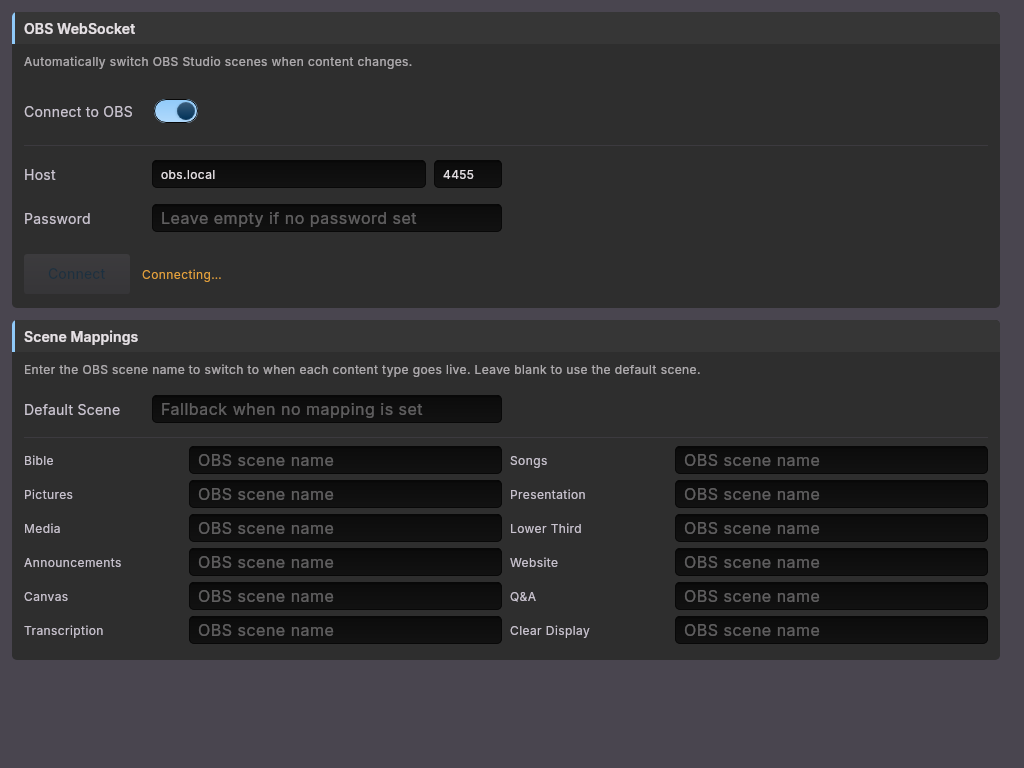 OBS WebSocket
Automatically switch OBS Studio scenes when content changes.
Connect to OBS
Host obs.local 4455
Password Leave empty if no password set
Connect Connecting...
Scene Mappings
Enter the OBS scene name to switch to when each content type goes live. Leave blank to use the default scene.
Default Scene Fallback when no mapping is set
Bible OBS scene name Songs OBS scene name
Pictures OBS scene name Presentation OBS scene name
Media OBS scene name Lower Third OBS scene name
Announcements OBS scene name Website OBS scene name
Canvas OBS scene name Q&A OBS scene name
Transcription OBS scene name Clear Display OBS scene name